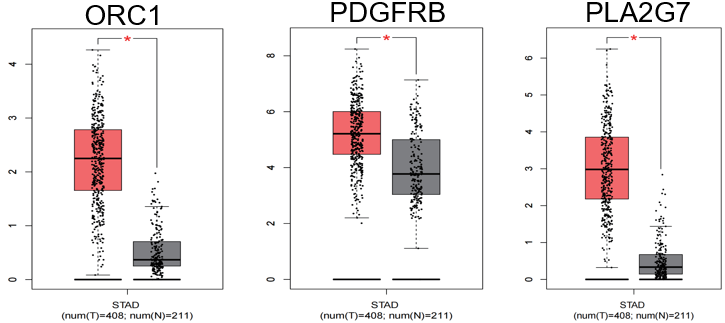 ORC1
PDGFRB
PLA2G7
*
*
*
4
3
2
1
0
8
6
4
2
0
6
5
4
3
2
1
0
STAD
(num(T)=408; num(N)=211)
STAD
(num(T)=408; num(N)=211)
STAD
(num(T)=408; num(N)=211)